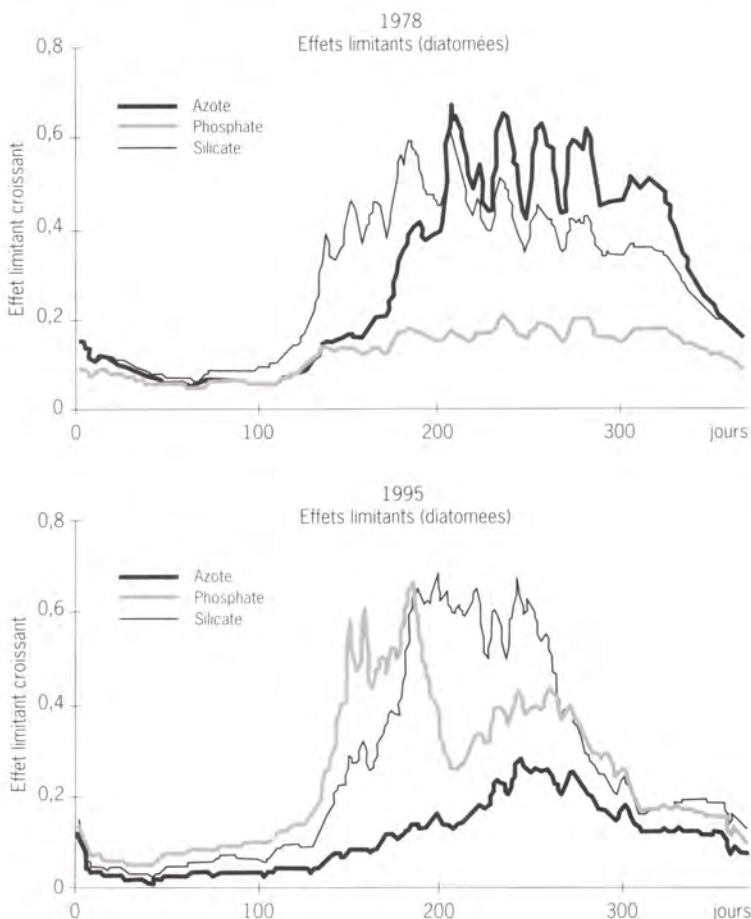 1978
Effets limitants (diatomées)
Effet limitant croissant
0,8
0,6
0,4
0,2
0
Azote
Phosphate
Silicate
0 100 200 300 jours
1995
Effets limitants (diatomées)
Effet limitant croissant
0,8
0,6
0,4
0,2
0
Azote
Phosphate
Silicate
0 100 200 300 jours